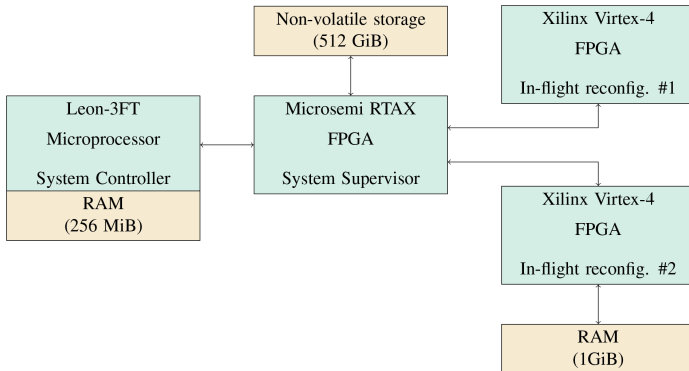 Non-volatile storage
(512 GiB)
Xilinx Virtex-4
FPGA
In-flight reconfig. #1
Leon-3FT
Microprocessor
System Controller
RAM
(256 MiB)
Microsemi RTAX
FPGA
System Supervisor
Xilinx Virtex-4
FPGA
In-flight reconfig. #2
RAM
(1GiB)